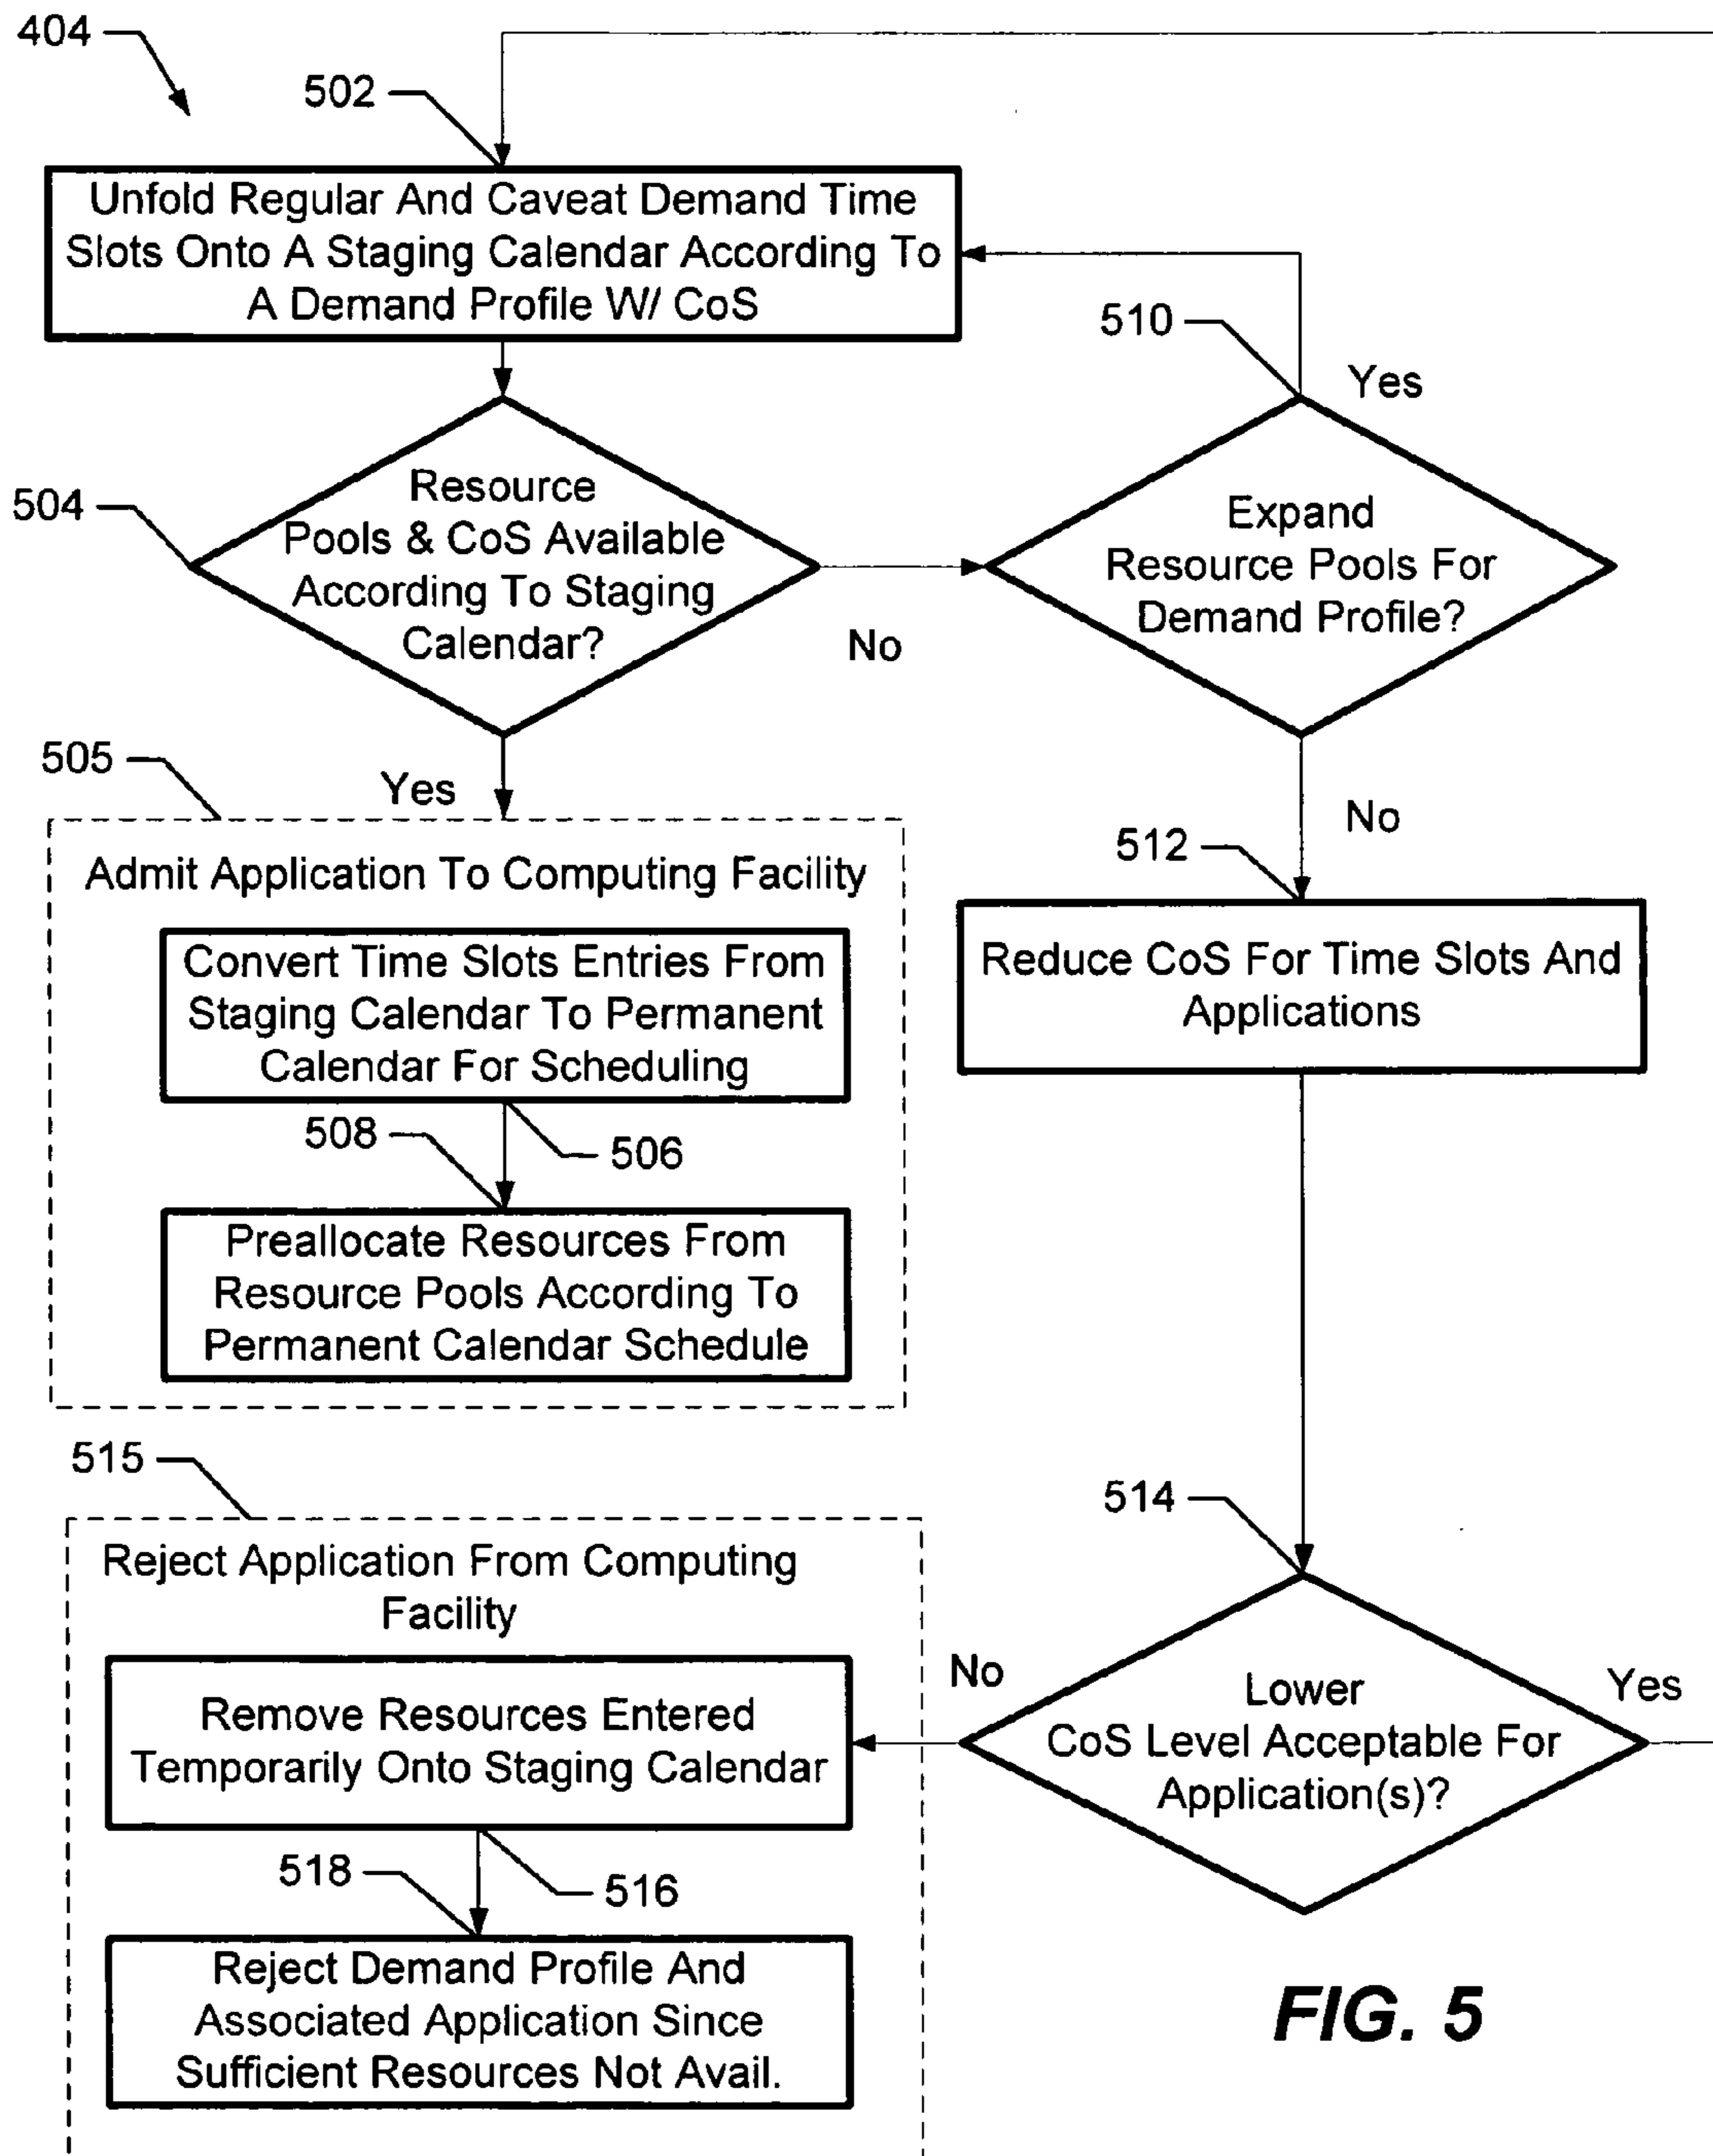 404
502
Unfold Regular And Caveat Demand Time
Slots Onto A Staging Calendar According To
A Demand Profile W/ CoS
510
Yes
504
Resource
Pools & CoS Available
According To Staging
Calendar?
No
Expand
Resource Pools For
Demand Profile?
505
Yes
No
512
Admit Application To Computing Facility
Convert Time Slots Entries From
Staging Calendar To Permanent
Calendar For Scheduling
Reduce CoS For Time Slots And
Applications
508
506
Preallocate Resources From
Resource Pools According To
Permanent Calendar Schedule
515
514
Reject Application From Computing
Facility
Remove Resources Entered
Temporarily Onto Staging Calendar
No
Lower
CoS Level Acceptable For
Application(s)?
Yes
518
516
Reject Demand Profile And
Associated Application Since
Sufficient Resources Not Avail.
FIG. 5